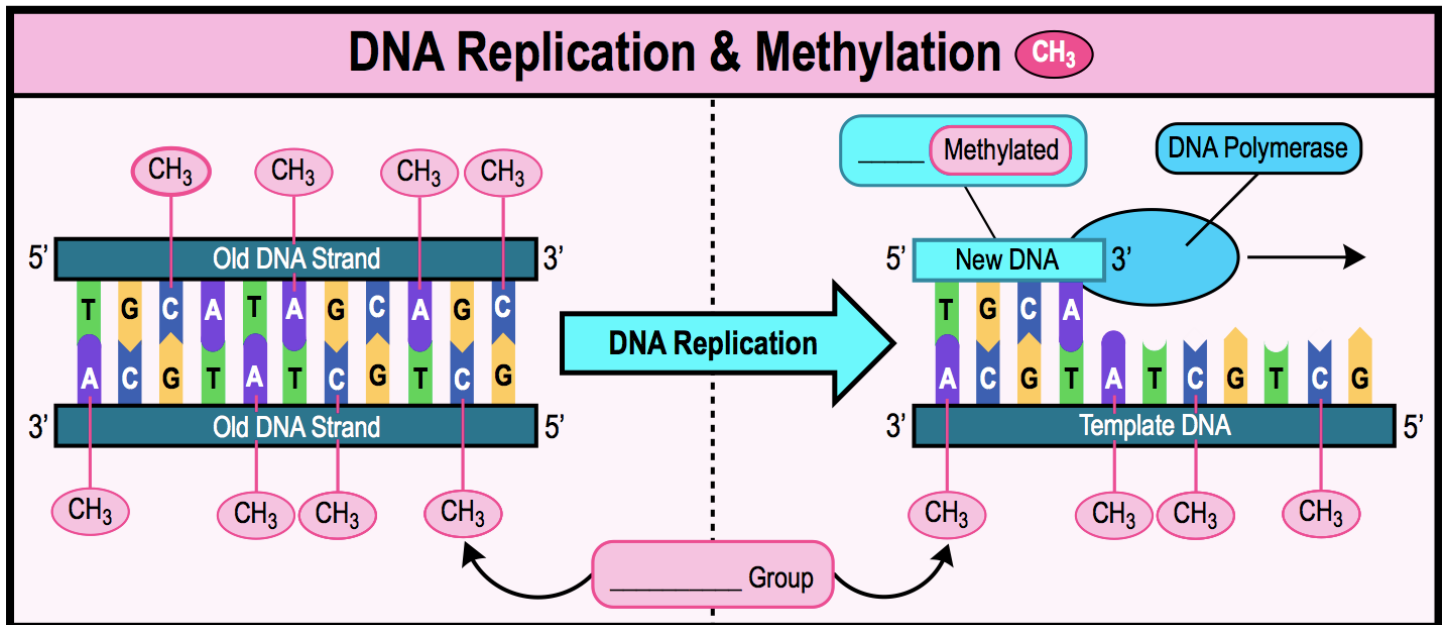 DNA Replication & Methylation CH₃
CH₃ CH₃ CH₃ CH₃
5’ Old DNA Strand 3’
T G C A T A G C A G C
A C G T A T C G T C G
3’ Old DNA Strand 5’
CH₃ CH₃ CH₃ CH₃
DNA Replication
_____ Methylated
DNA Polymerase
5’ New DNA 3’
T G C A
A C G T A T C G T C G
3’ Template DNA 5’
CH₃ CH₃ CH₃ CH₃
__________ Group